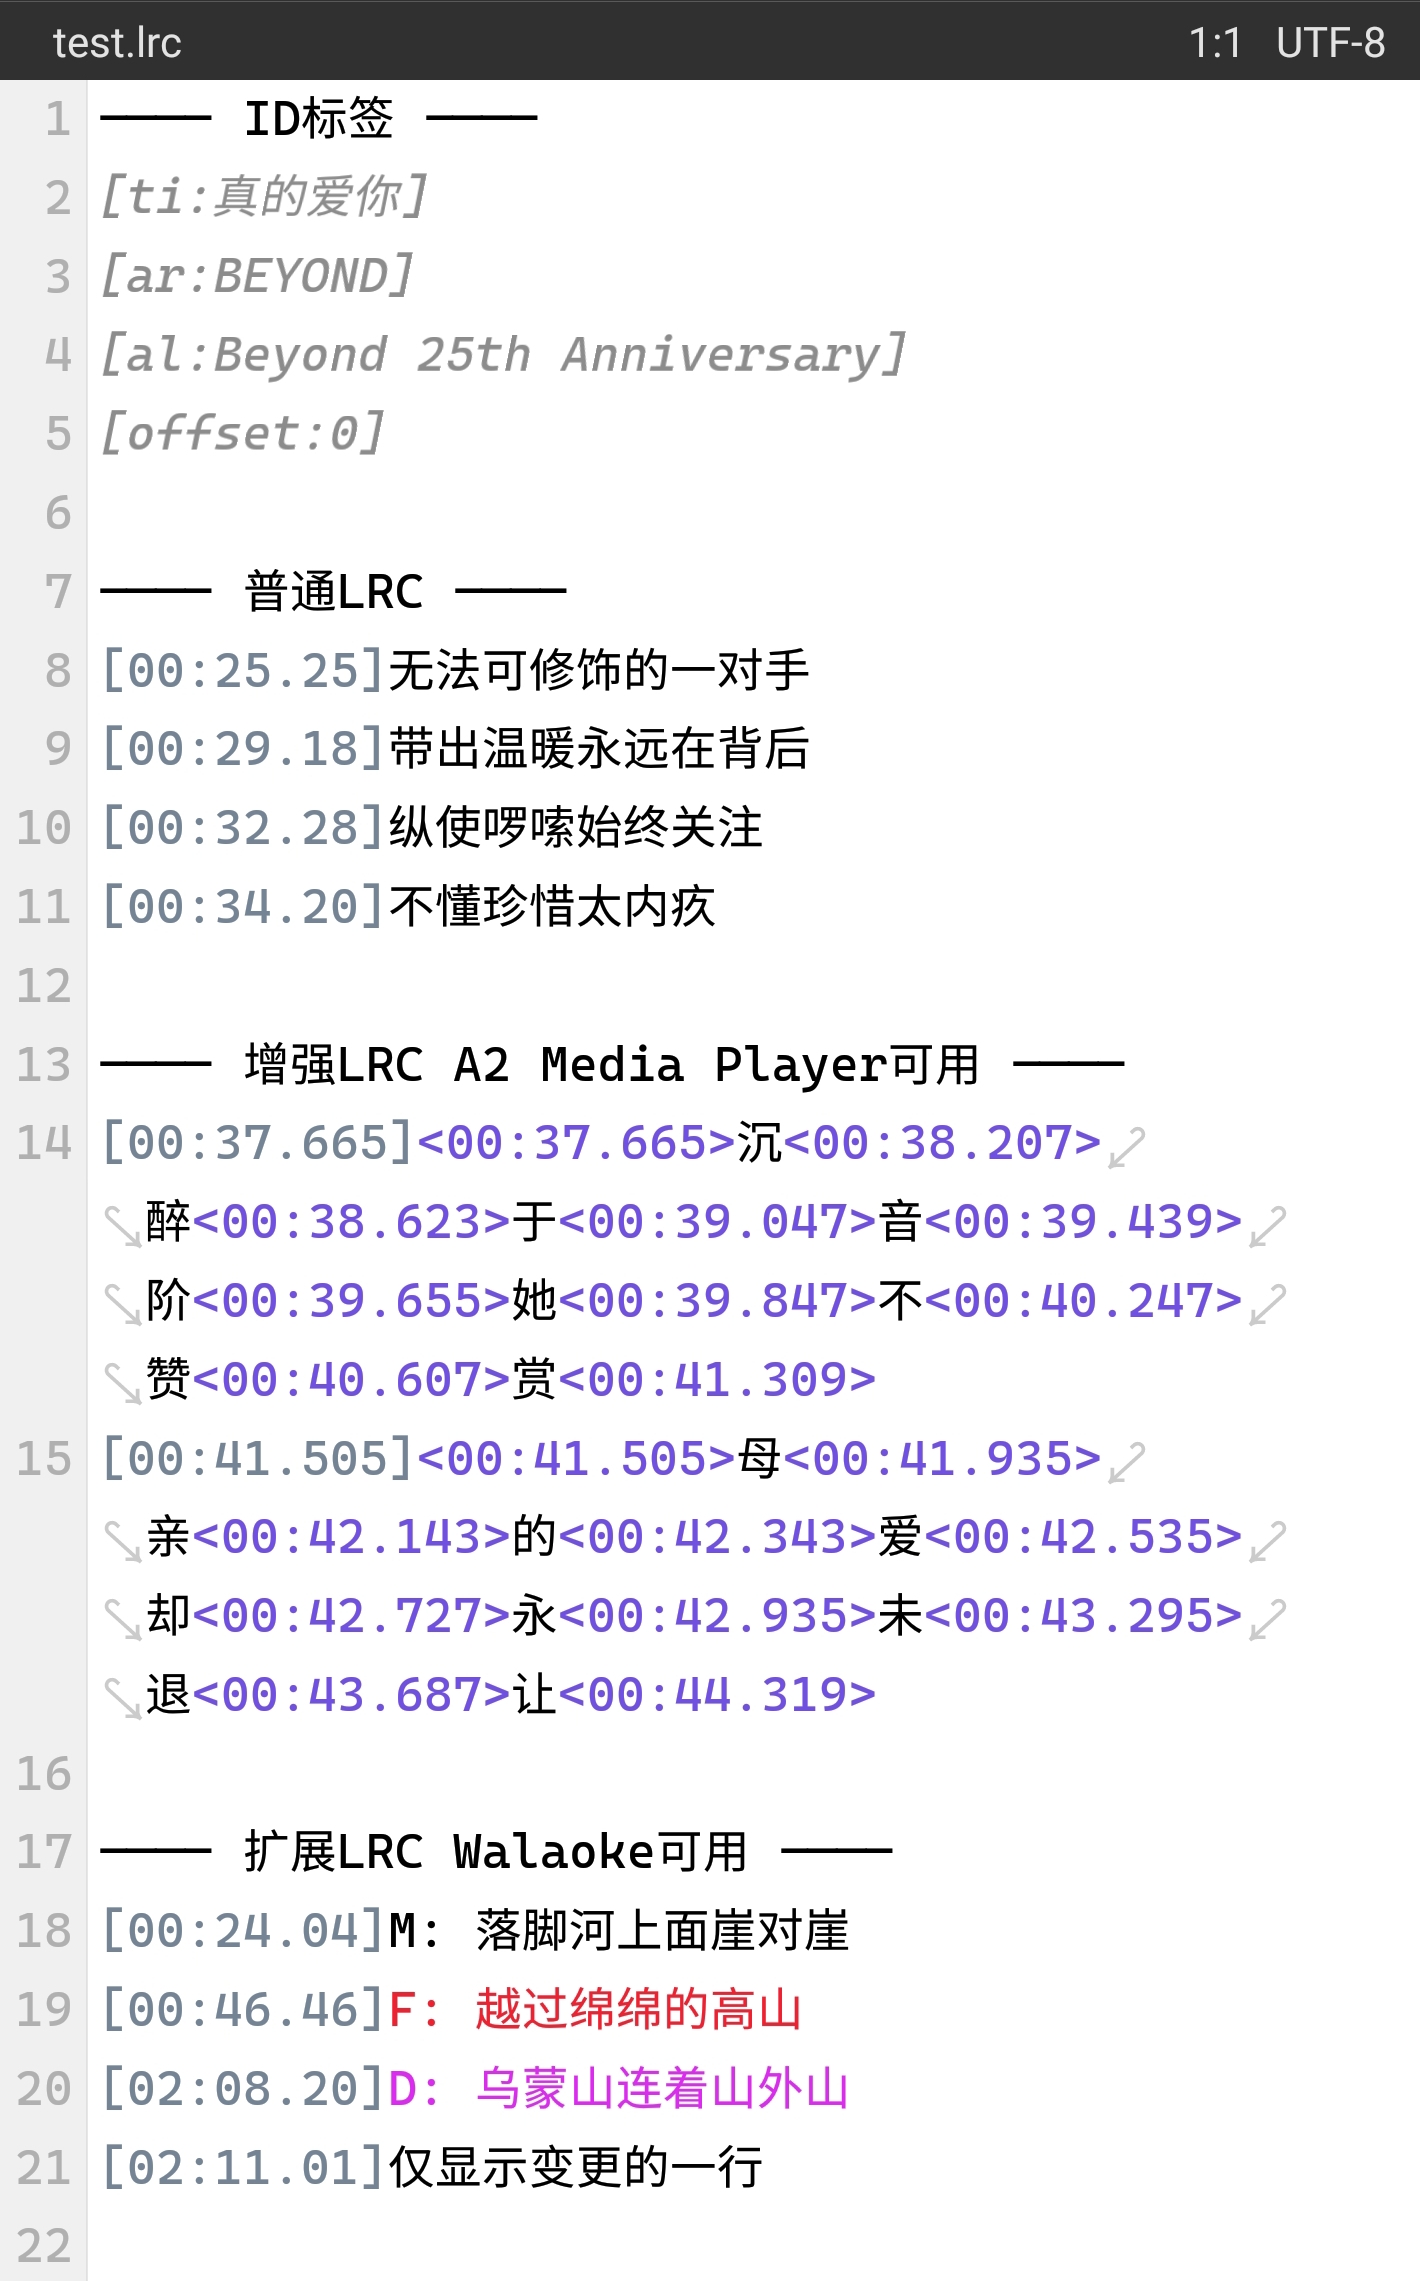 test.lrc 1:1 UTF-8
1 ———— ID标签 ————
2 [ti:真的爱你]
3 [ar:BEYOND]
4 [al:Beyond 25th Anniversary]
5 [offset:0]
6
7 ———— 普通LRC ————
8 [00:25.25]无法可修饰的一对手
9 [00:29.18]带出温暖永远在背后
10 [00:32.28]纵使啰嗦始终关注
11 [00:34.20]不懂珍惜太内疚
12
13 ———— 增强LRC A2 Media Player可用 ————
14 [00:37.665]<00:37.665>沉<00:38.207>
醉<00:38.623>于<00:39.047>音<00:39.439>
阶<00:39.655>她<00:39.847>不<00:40.247>
赞<00:40.607>赏<00:41.309>
15 [00:41.505]<00:41.505>母<00:41.935>
亲<00:42.143>的<00:42.343>爱<00:42.535>
却<00:42.727>永<00:42.935>未<00:43.295>
退<00:43.687>让<00:44.319>
16
17 ———— 扩展LRC Walaoke可用 ————
18 [00:24.04]M: 落脚河上面崖对崖
19 [00:46.46]F: 越过绵绵的高山
20 [02:08.20]D: 乌蒙山连着山外山
21 [02:11.01]仅显示变更的一行
22